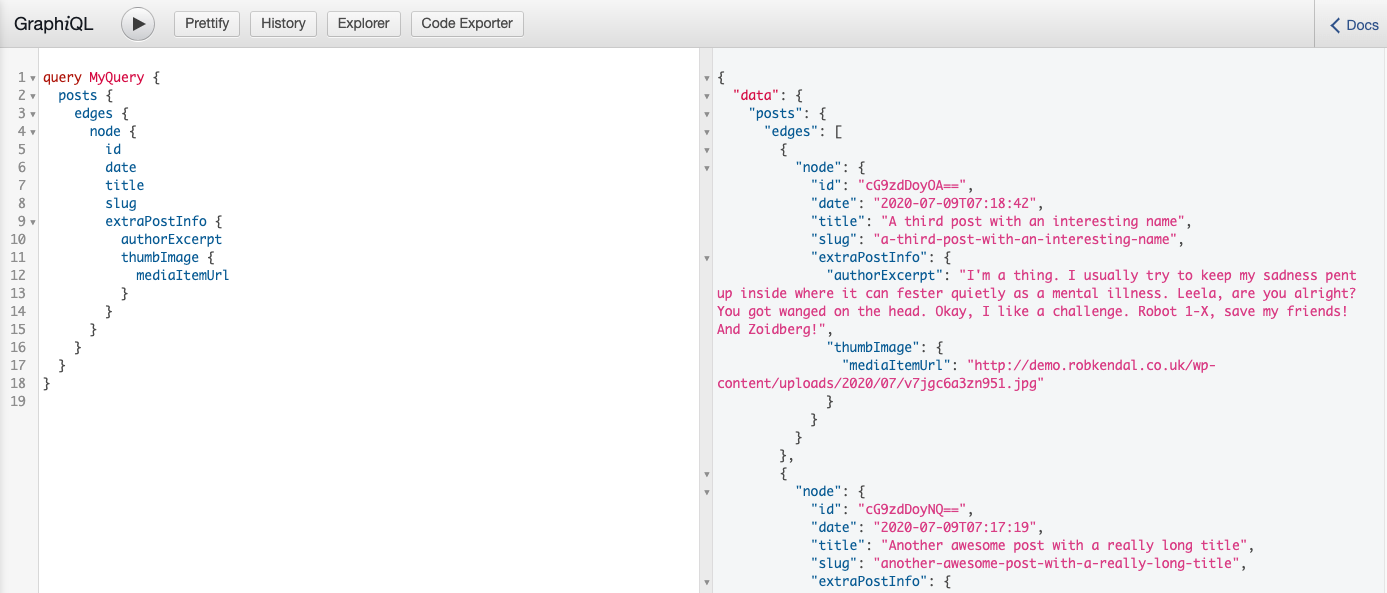 GraphiQL Prettify History Explorer Code Exporter Docs
1 query MyQuery {
2 posts {
3 edges {
4 node {
5 id
6 date
7 title
8 slug
9 extraPostInfo {
10 authorExcerpt
11 thumbImage {
12 mediaItemUrl
13 }
14 }
15 }
16 }
17 }
18 }
19
{
"data": {
"posts": {
"edges": [
{
"node": {
"id": "cG9zdDoyOA==",
"date": "2020-07-09T07:18:42",
"title": "A third post with an interesting name",
"slug": "a-third-post-with-an-interesting-name",
"extraPostInfo": {
"authorExcerpt": "I'm a thing. I usually try to keep my sadness pent
up inside where it can fester quietly as a mental illness. Leela, are you alright?
You got wanged on the head. Okay, I like a challenge. Robot 1-X, save my friends!
And Zoidberg!",
"thumbImage": {
"mediaItemUrl": "http://demo.robkendal.co.uk/wp-
content/uploads/2020/07/v7jgc6a3zn951.jpg"
}
}
}
},
{
"node": {
"id": "cG9zdDoyNQ==",
"date": "2020-07-09T07:17:19",
"title": "Another awesome post with a really long title",
"slug": "another-awesome-post-with-a-really-long-title",
"extraPostInfo": {